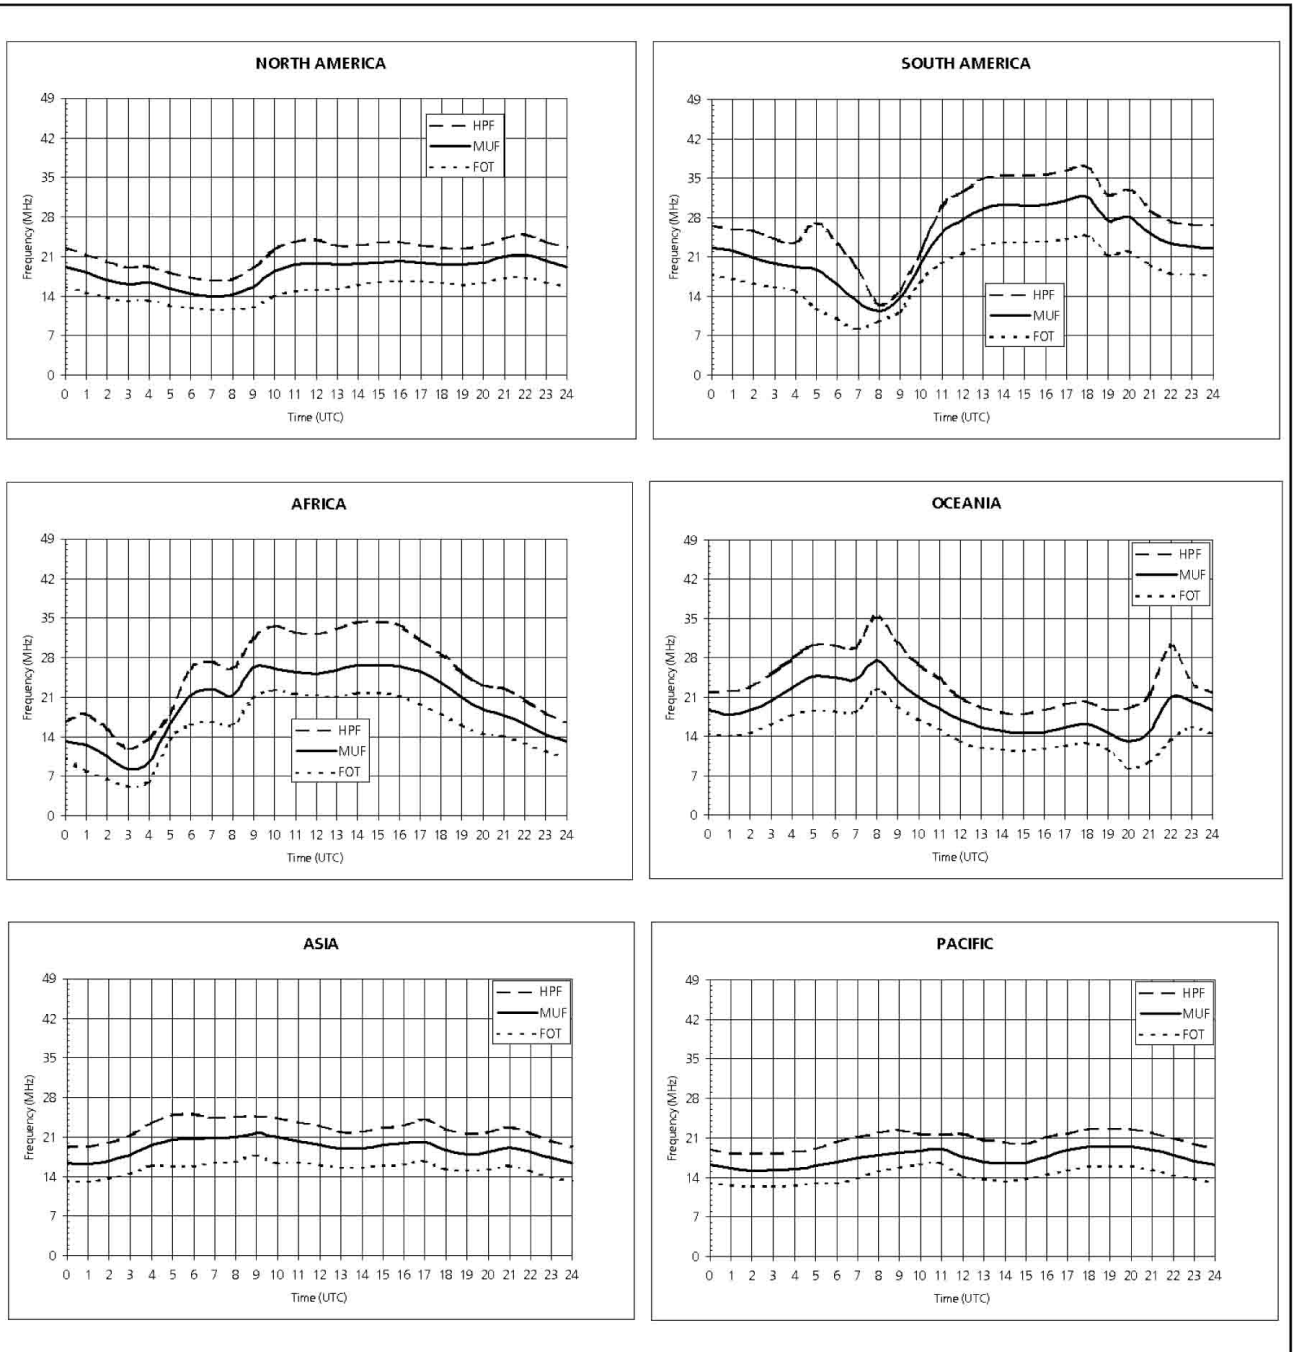 NORTH AMERICA
49
42
35
28
21
14
7
0
Frequency (MHz)
HPF
MUF
FOT
0 1 2 3 4 5 6 7 8 9 10 11 12 13 14 15 16 17 18 19 20 21 22 23 24
Time (UTC)
SOUTH AMERICA
49
42
35
28
21
14
7
0
Frequency (MHz)
HPF
MUF
FOT
0 1 2 3 4 5 6 7 8 9 10 11 12 13 14 15 16 17 18 19 20 21 22 23 24
Time (UTC)
AFRICA
49
42
35
28
21
14
7
0
Frequency (MHz)
HPF
MUF
FOT
0 1 2 3 4 5 6 7 8 9 10 11 12 13 14 15 16 17 18 19 20 21 22 23 24
Time (UTC)
OCEANIA
49
42
35
28
21
14
7
0
Frequency (MHz)
HPF
MUF
FOT
0 1 2 3 4 5 6 7 8 9 10 11 12 13 14 15 16 17 18 19 20 21 22 23 24
Time (UTC)
ASIA
49
42
35
28
21
14
7
0
Frequency (MHz)
HPF
MUF
FOT
0 1 2 3 4 5 6 7 8 9 10 11 12 13 14 15 16 17 18 19 20 21 22 23 24
Time (UTC)
PACIFIC
49
42
35
28
21
14
7
0
Frequency (MHz)
HPF
MUF
FOT
0 1 2 3 4 5 6 7 8 9 10 11 12 13 14 15 16 17 18 19 20 21 22 23 24
Time (UTC)